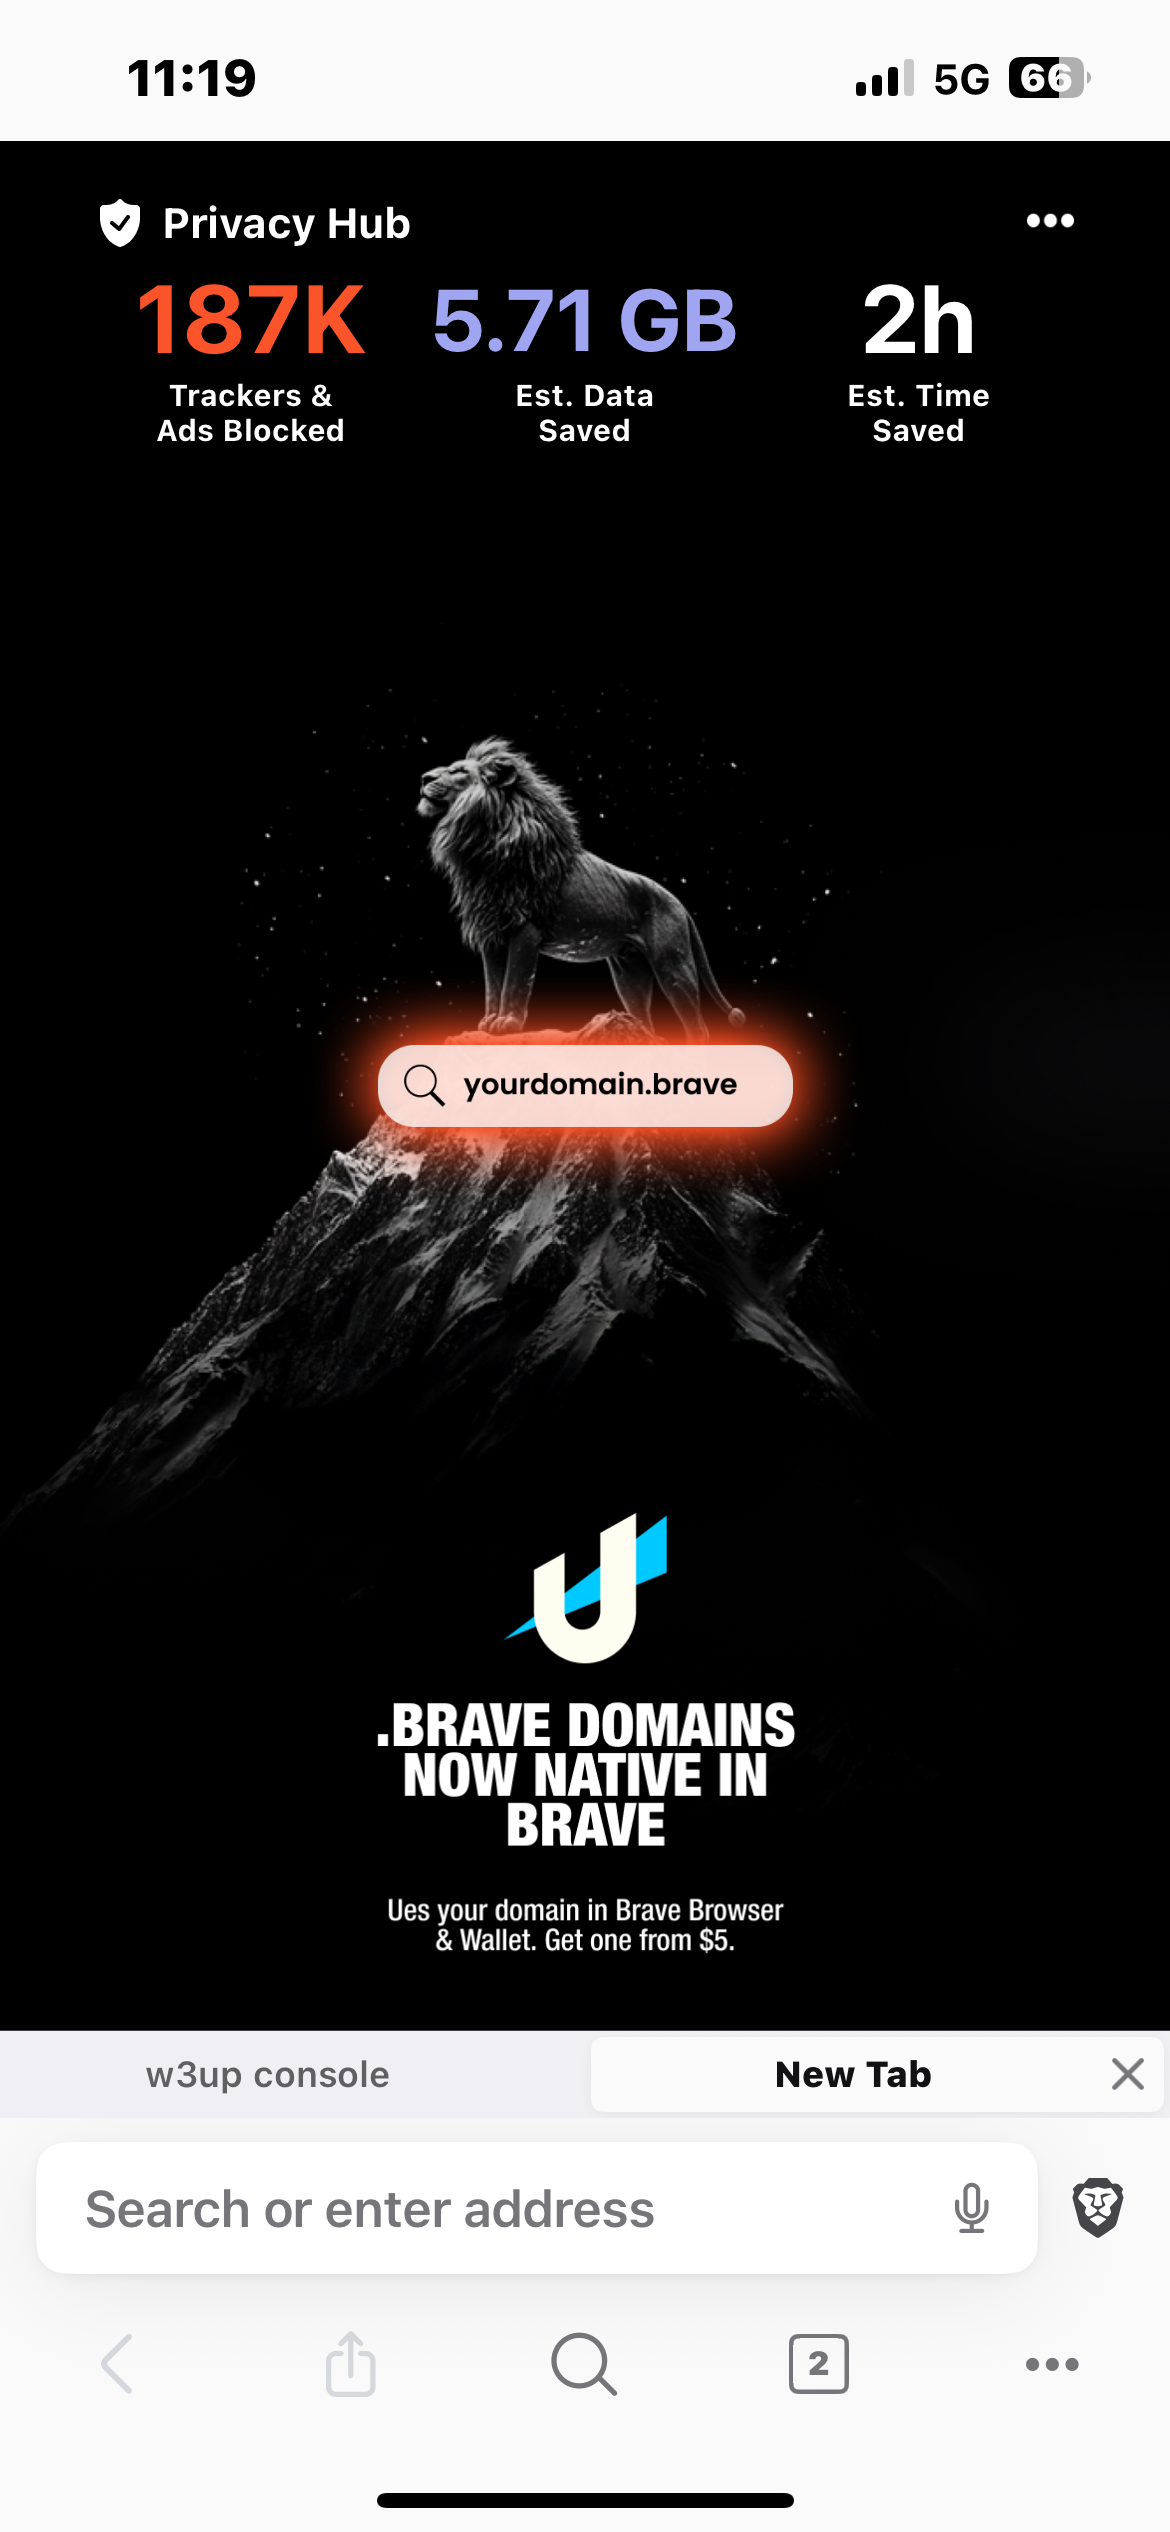 11:19
5G
66
Privacy Hub
187K
Trackers &
Ads Blocked
5.71 GB
Est. Data
Saved
2h
Est. Time
Saved
yourdomain.brave
.BRAVE DOMAINS
NOW NATIVE IN
BRAVE
Ues your domain in Brave Browser
& Wallet. Get one from $5.
w3up console
New Tab
Search or enter address
2